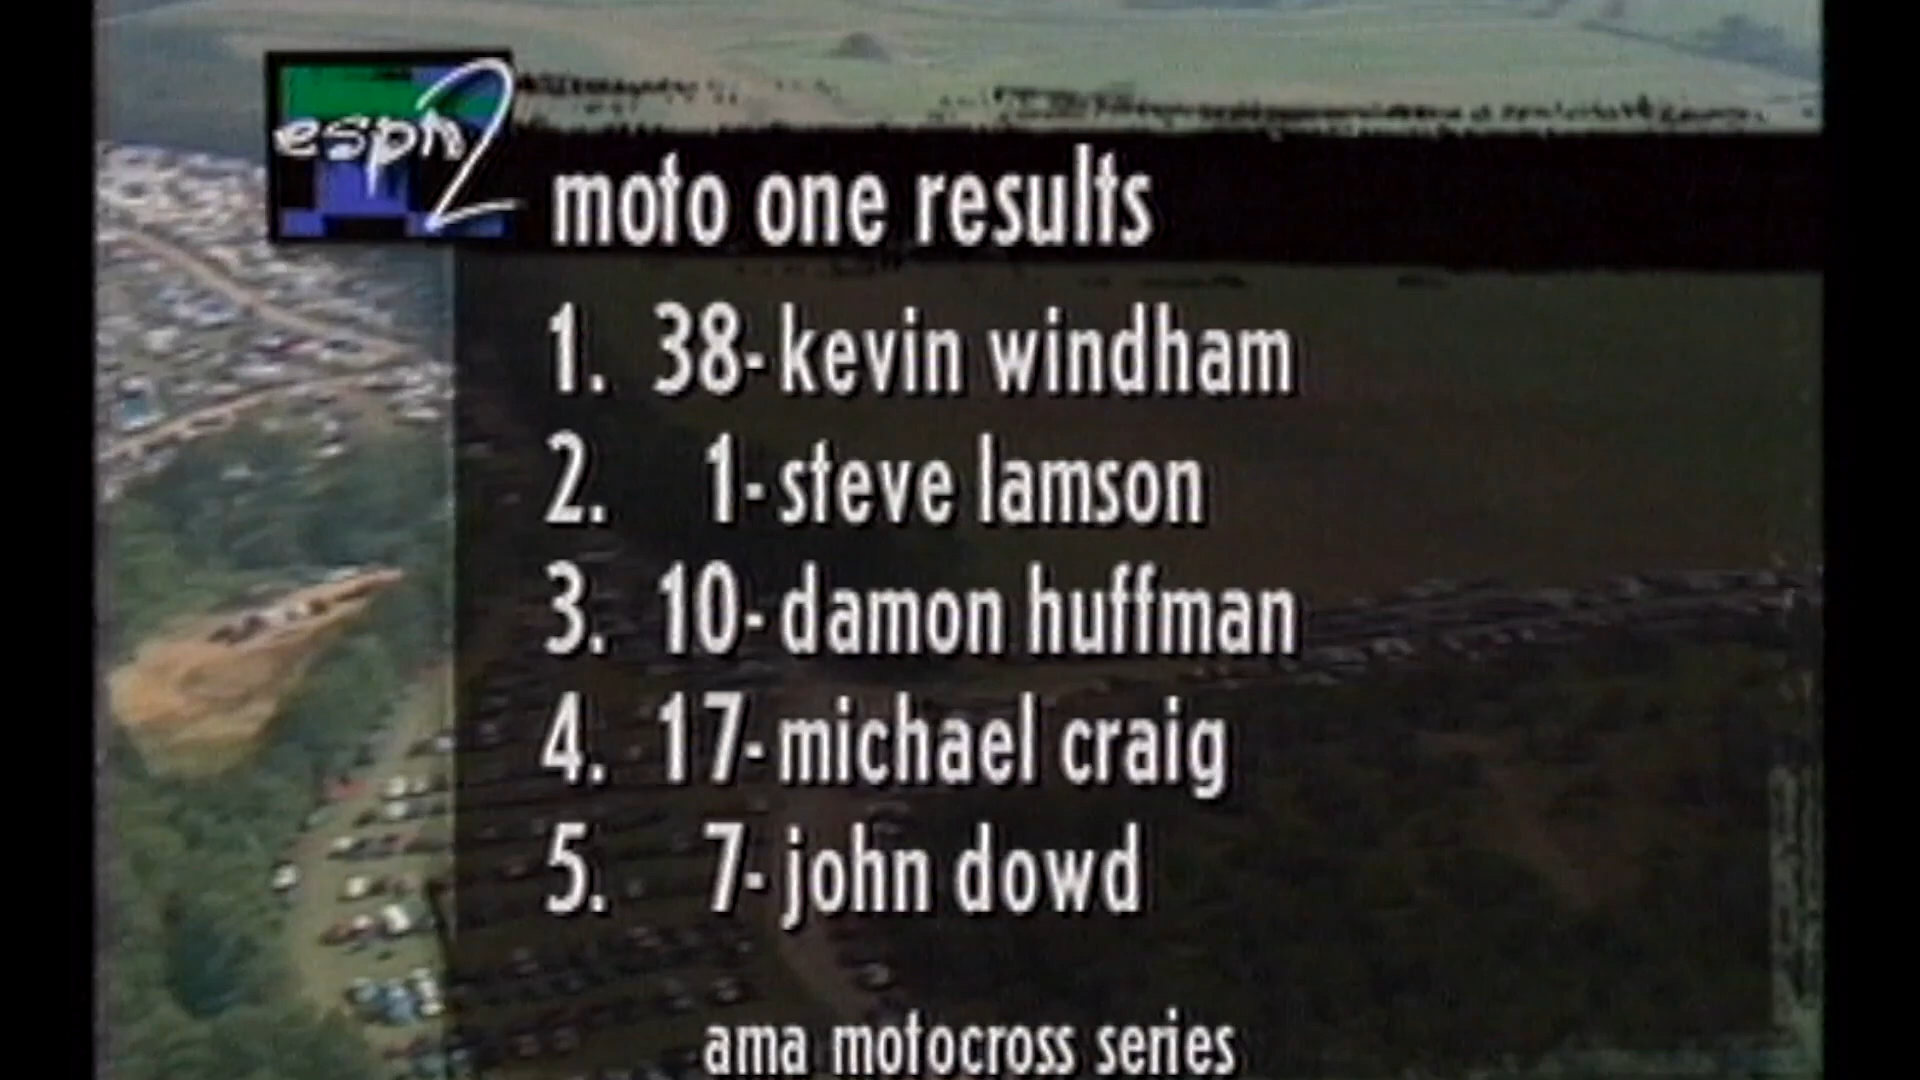 espn2
moto one results
1. 38- kevin windham
2. 1- steve lamson
3. 10- damon huffman
4. 17- michael craig
5. 7- john dowd
ama motocross series